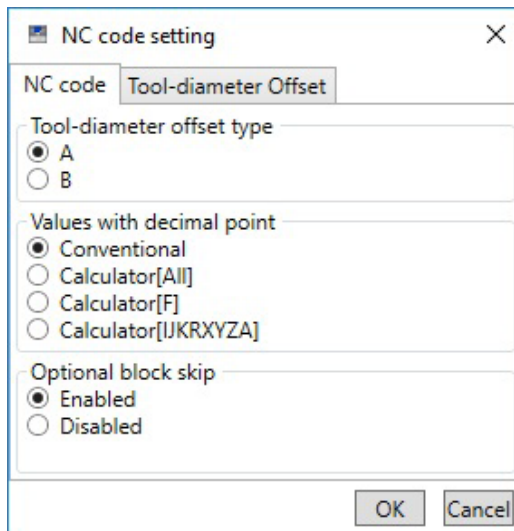 NC code setting
NC code Tool-diameter Offset
Tool-diameter offset type
A
B
Values with decimal point
Conventional
Calculator[All]
Calculator[F]
Calculator[IJKRXYZA]
Optional block skip
Enabled
Disabled
OK Cancel